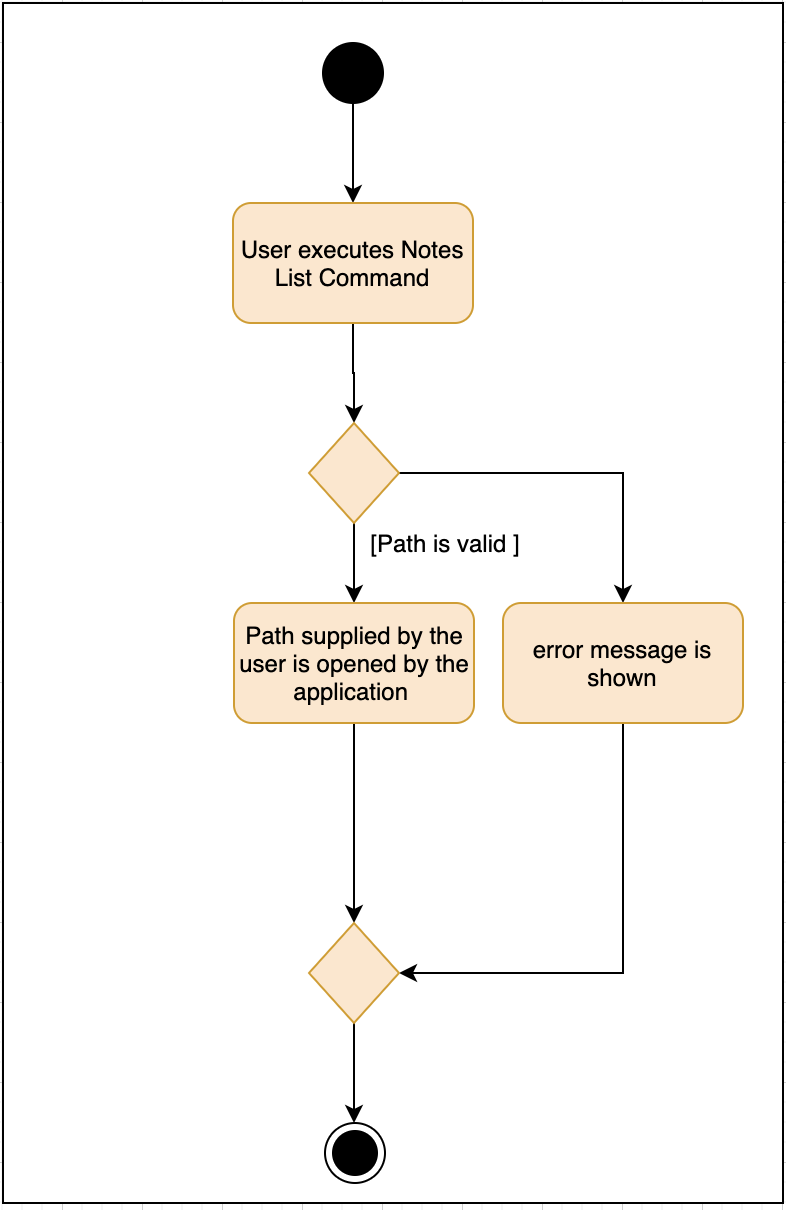 User executes Notes
List Command
[Path is valid ]
Path supplied by the
user is opened by the
application
error message is
shown